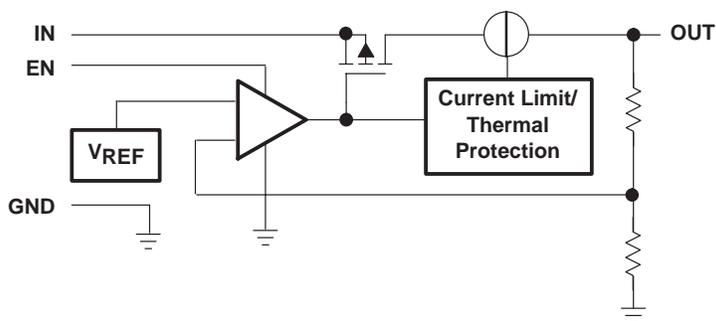 IN
OUT
EN
Current Limit/
Thermal
Protection
VREF
GND